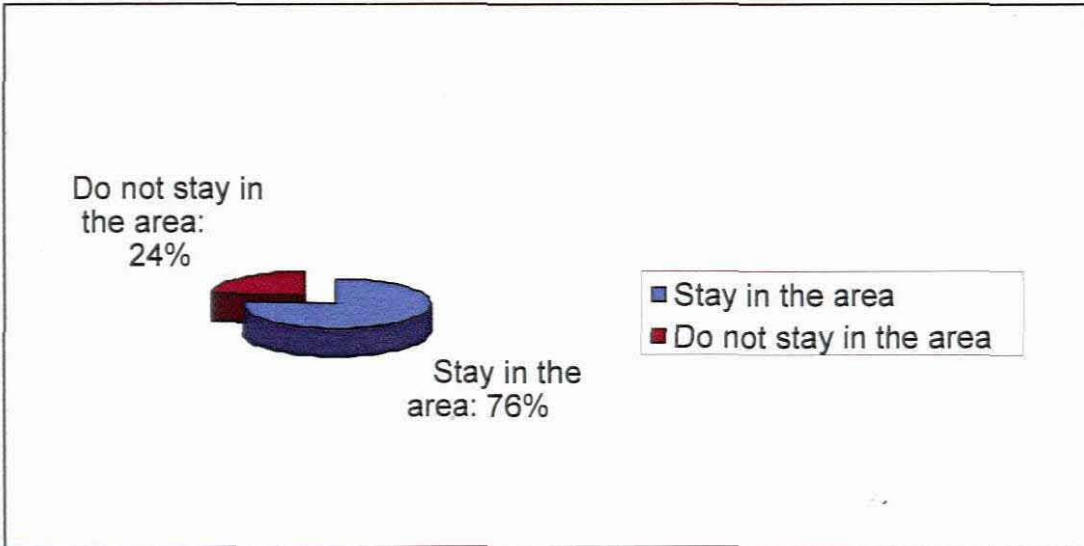 Do not stay in
the area:
24%
Stay in the
area: 76%
Stay in the area
Do not stay in the area